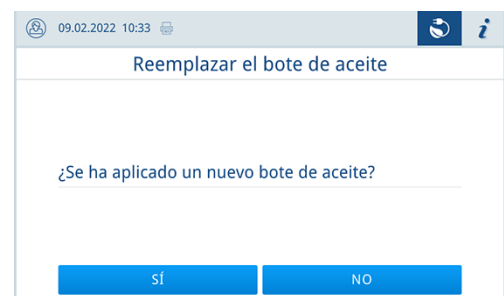 09.02.2022 10:33
i
Reemplazar el bote de aceite
¿Se ha aplicado un nuevo bote de aceite?
SÍ
NO